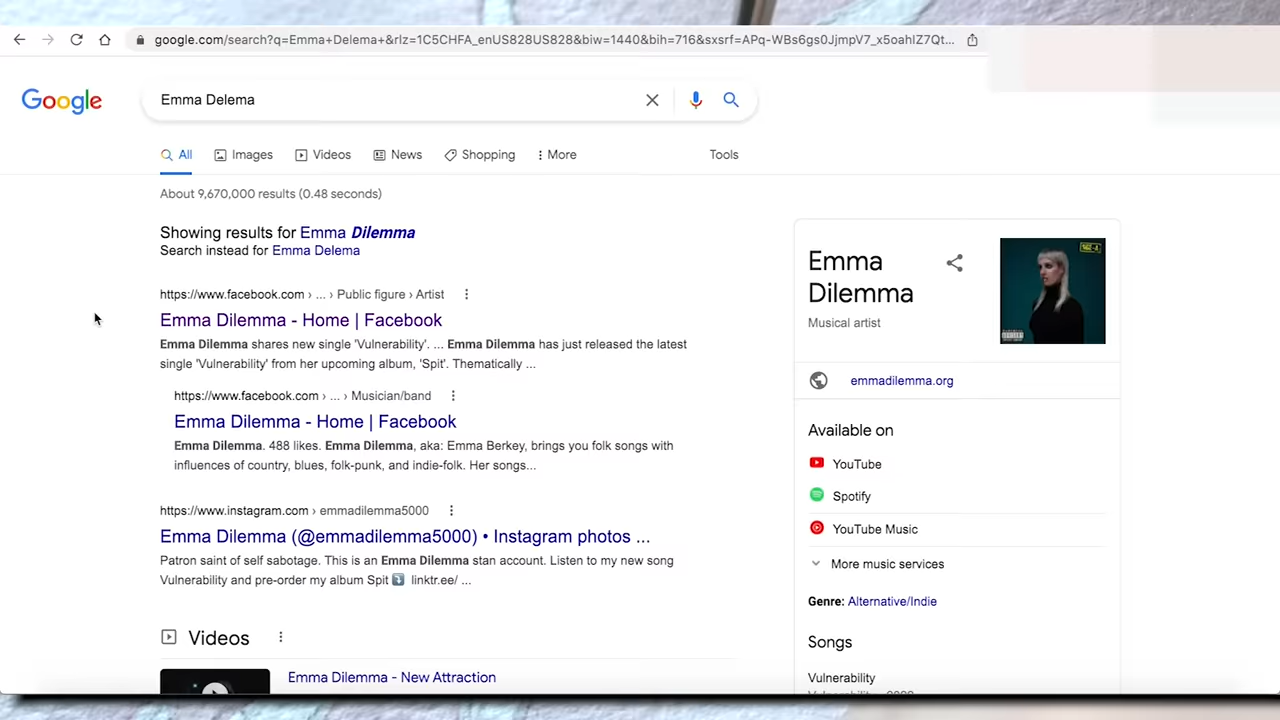 google.com/search?q=Emma+Delema+&rlz=1C5CHFA_enUS828US828&biw=1440&bih=716&sxsrf=APq-WBs6gs0JjmpV7_x5oahlZ7Qt...
Google
Emma Delema
All
Images
Videos
News
Shopping
More
Tools
About 9,670,000 results (0.48 seconds)
Showing results for Emma Dilemma
Search instead for Emma Delema
https://www.facebook.com › ... › Public figure › Artist
Emma Dilemma - Home | Facebook
Emma Dilemma shares new single 'Vulnerability'. ... Emma Dilemma has just released the latest
single 'Vulnerability' from her upcoming album, 'Spit'. Thematically ...
https://www.facebook.com › ... › Musician/band
Emma Dilemma - Home | Facebook
Emma Dilemma. 488 likes. Emma Dilemma, aka: Emma Berkey, brings you folk songs with
influences of country, blues, folk-punk, and indie-folk. Her songs...
https://www.instagram.com › emmadilemma5000
Emma Dilemma (@emmadilemma5000) • Instagram photos ...
Patron saint of self sabotage. This is an Emma Dilemma stan account. Listen to my new song
Vulnerability and pre-order my album Spit ⤵️ linktr.ee/ ...
Videos
Emma Dilemma - New Attraction
Emma
Dilemma
Musical artist
emmadilemma.org
Available on
YouTube
Spotify
YouTube Music
More music services
Genre: Alternative/Indie
Songs
Vulnerability